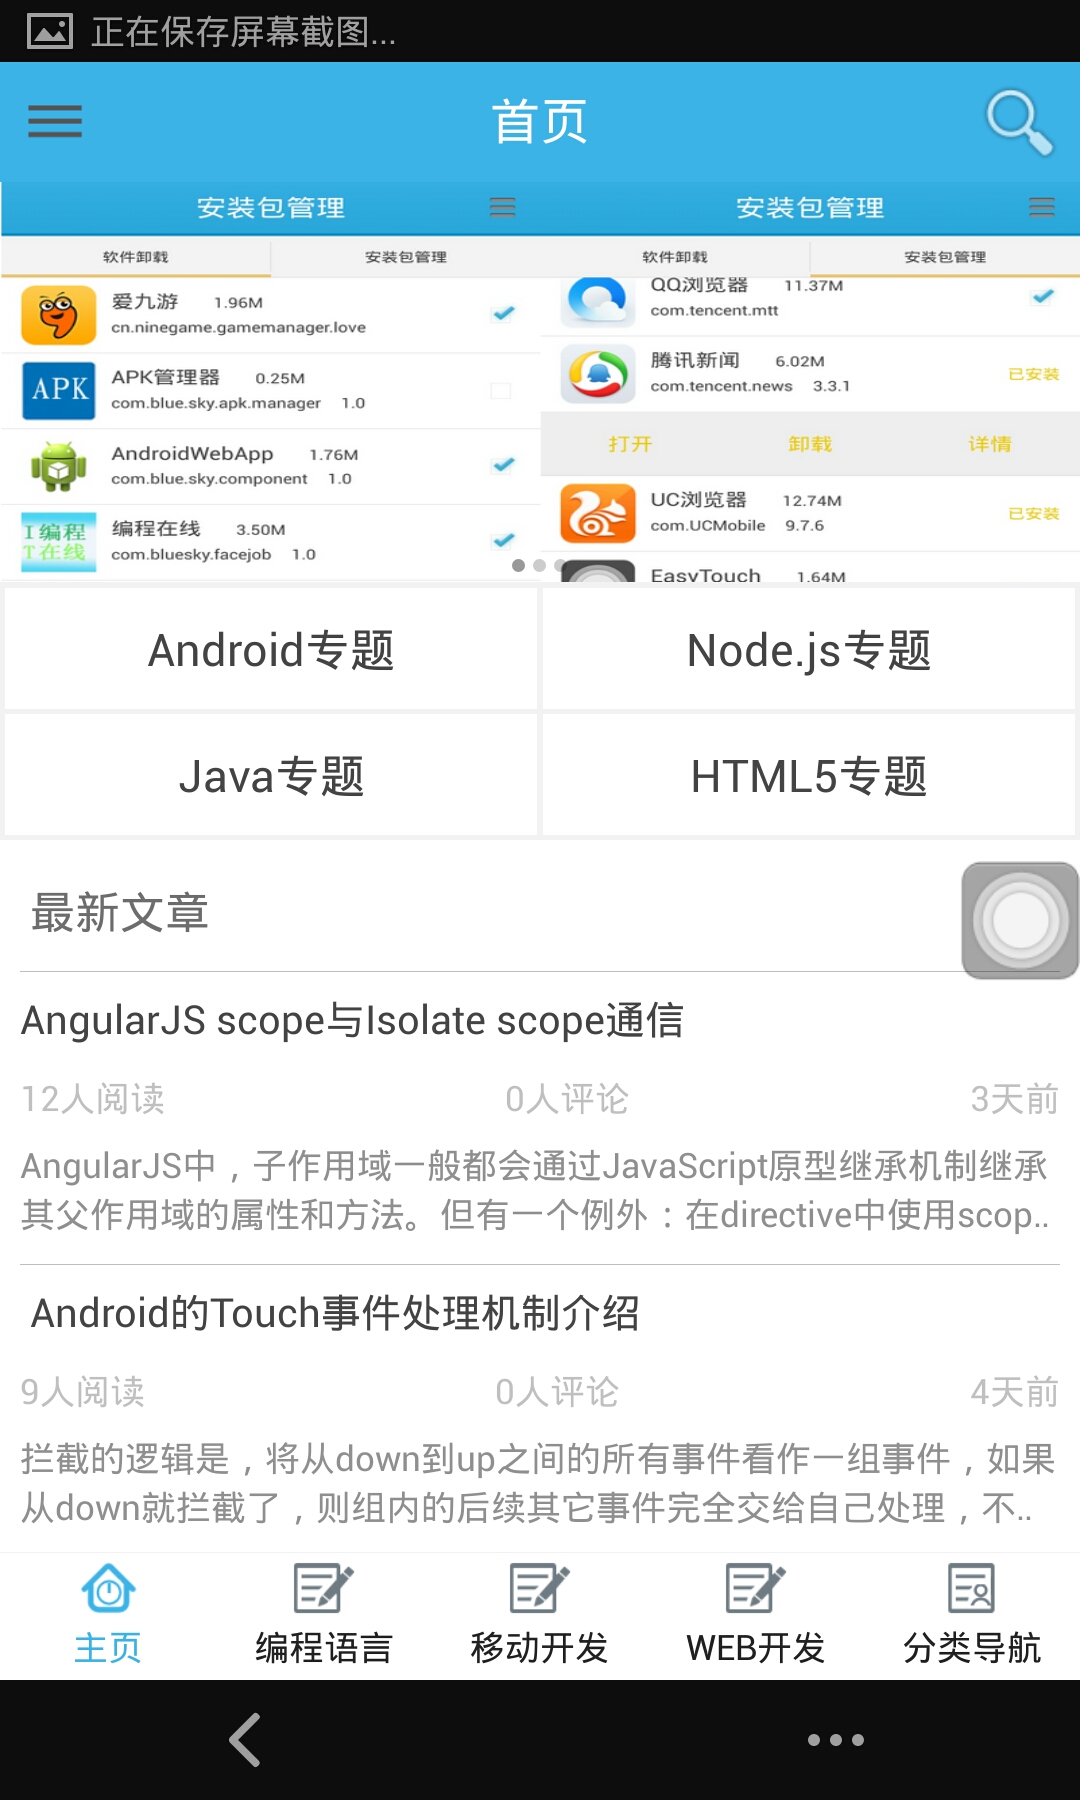 正在保存屏幕截图...
首页
安装包管理
软件卸载 安装包管理
爱九游 1.96M
cn.ninegame.gamemanager.love
APK
APK管理器 0.25M
com.blue.sky.apk.manager 1.0
AndroidWebApp 1.76M
com.blue.sky.component 1.0
I编程
T在线
编程在线 3.50M
com.bluesky.facejob 1.0
安装包管理
软件卸载 安装包管理
QQ浏览器 11.37M
com.tencent.mtt
腾讯新闻 6.02M
com.tencent.news 3.3.1
已安装
打开 卸载 详情
UC浏览器 12.74M
com.UCMobile 9.7.6
已安装
EasyTouch 1.64M
Android专题 Node.js专题
Java专题 HTML5专题
最新文章
AngularJS scope与Isolate scope通信
12人阅读 0人评论 3天前
AngularJS中，子作用域一般都会通过JavaScript原型继承机制继承
其父作用域的属性和方法。但有一个例外：在directive中使用scop..
Android的Touch事件处理机制介绍
9人阅读 0人评论 4天前
拦截的逻辑是，将从down到up之间的所有事件看作一组事件，如果
从down就拦截了，则组内的后续其它事件完全交给自己处理，不..
主页 编程语言 移动开发 WEB开发 分类导航